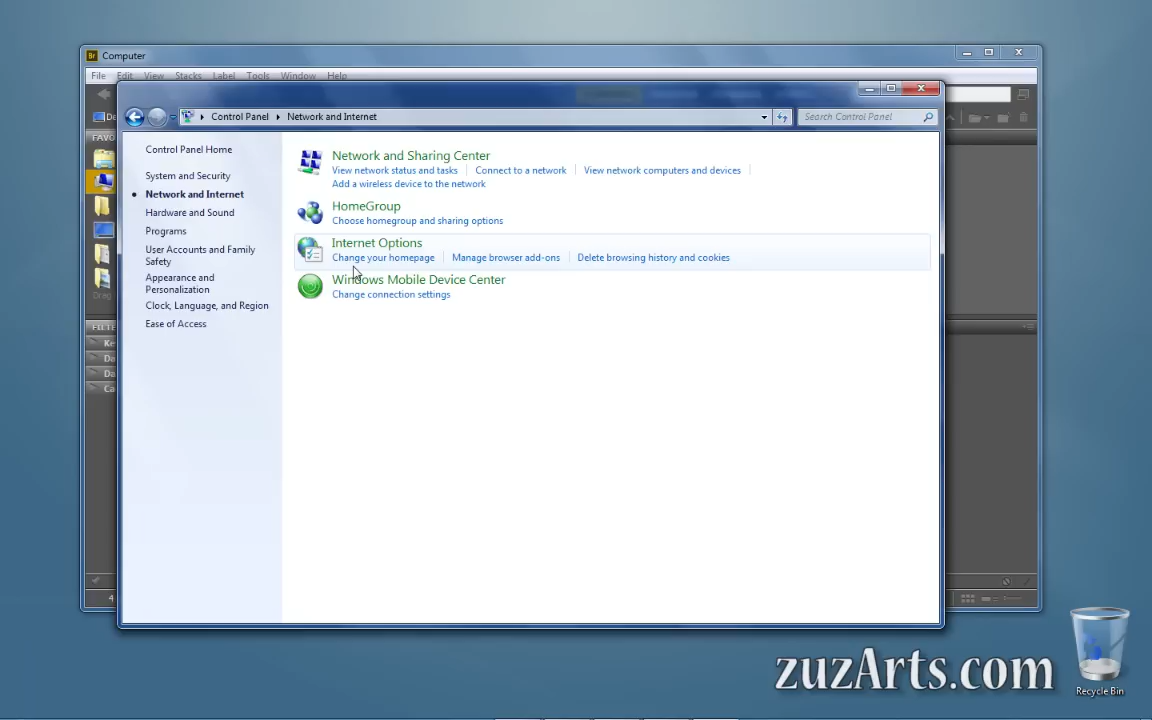 Br Computer
File Edit View Stacks Label Tools Window Help
Control Panel Network and Internet
Search Control Panel
Control Panel Home
System and Security
Network and Internet
Hardware and Sound
Programs
User Accounts and Family
Safety
Appearance and
Personalization
Clock, Language, and Region
Ease of Access
Network and Sharing Center
View network status and tasks Connect to a network View network computers and devices
Add a wireless device to the network
HomeGroup
Choose homegroup and sharing options
Internet Options
Change your homepage Manage browser add-ons Delete browsing history and cookies
Windows Mobile Device Center
Change connection settings
zuzArts.com
Recycle Bin